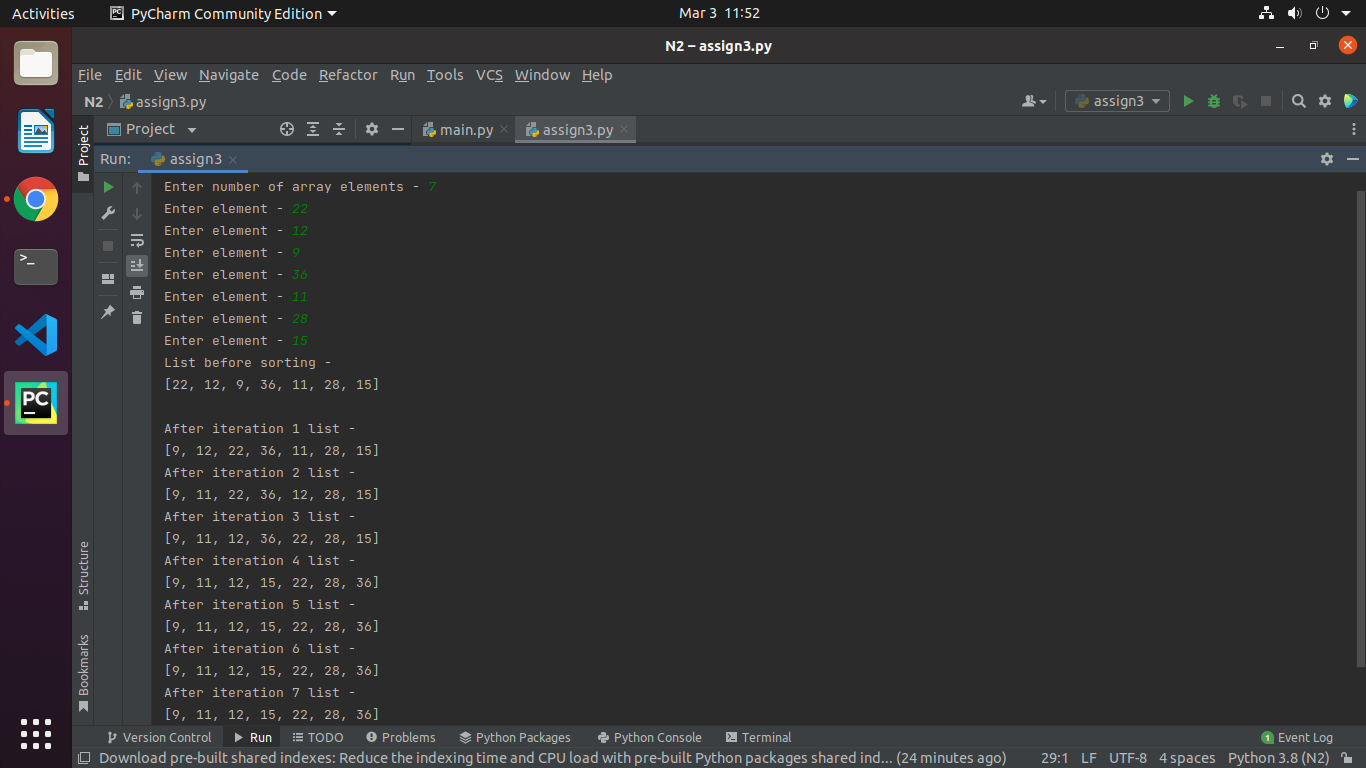 Activities PyCharm Community Edition Mar 3 11:52
N2 – assign3.py
File Edit View Navigate Code Refactor Run Tools VCS Window Help
N2 assign3.py assign3
Project Project main.py assign3.py
Run: assign3
Enter number of array elements - 7
Enter element - 22
Enter element - 12
Enter element - 9
Enter element - 36
Enter element - 11
Enter element - 28
Enter element - 15
List before sorting -
[22, 12, 9, 36, 11, 28, 15]
After iteration 1 list -
[9, 12, 22, 36, 11, 28, 15]
After iteration 2 list -
[9, 11, 22, 36, 12, 28, 15]
After iteration 3 list -
[9, 11, 12, 36, 22, 28, 15]
After iteration 4 list -
[9, 11, 12, 15, 22, 28, 36]
After iteration 5 list -
[9, 11, 12, 15, 22, 28, 36]
After iteration 6 list -
[9, 11, 12, 15, 22, 28, 36]
After iteration 7 list -
[9, 11, 12, 15, 22, 28, 36]
Structure
Bookmarks
>_
PC
Version Control Run TODO Problems Python Packages Python Console Terminal 1 Event Log
Download pre-built shared indexes: Reduce the indexing time and CPU load with pre-built Python packages shared ind... (24 minutes ago) 29:1 LF UTF-8 4 spaces Python 3.8 (N2)